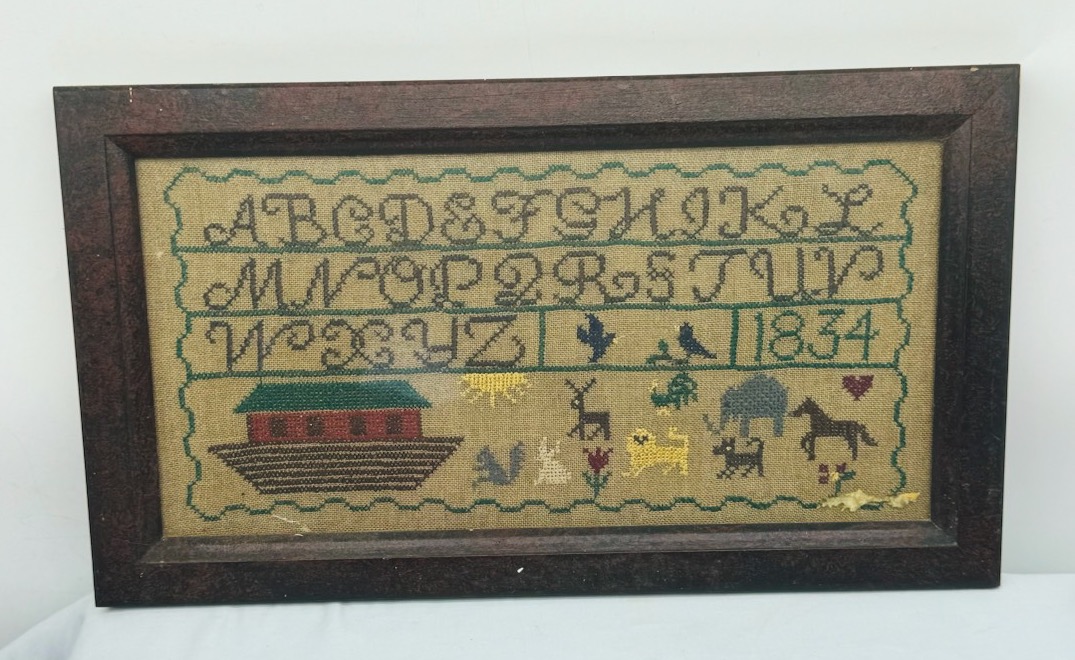 ABCDEFGHIKL
MNOPQRSTUV
WXYZ 1834